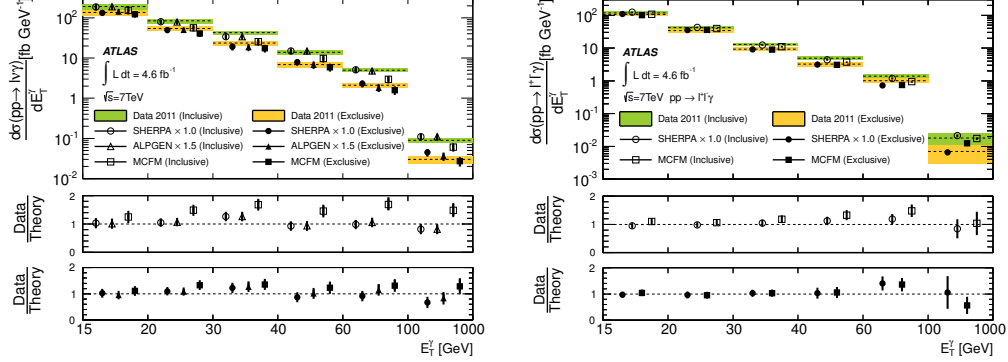 dσ(pp→ lνγ) / dE_T^γ [fb GeV⁻¹]
10²
10
1
10⁻¹
10⁻²
ATLAS
∫ L dt = 4.6 fb⁻¹
√s=7TeV
Data 2011 (Inclusive)
Data 2011 (Exclusive)
SHERPA × 1.0 (Inclusive)
SHERPA × 1.0 (Exclusive)
ALPGEN × 1.5 (Inclusive)
ALPGEN × 1.5 (Exclusive)
MCFM (Inclusive)
MCFM (Exclusive)
Data
Theory
2
1
0
Data
Theory
2
1
0
15 20 30 40 60 100 1000
E_T^γ [GeV]
dσ(pp→ l⁺l⁻γ) / dE_T^γ [fb GeV⁻¹]
10²
10
1
10⁻¹
10⁻²
10⁻³
ATLAS
∫ L dt = 4.6 fb⁻¹
√s=7TeV pp→ l⁺l⁻γ
Data 2011 (Inclusive)
Data 2011 (Exclusive)
SHERPA × 1.0 (Inclusive)
SHERPA × 1.0 (Exclusive)
MCFM (Inclusive)
MCFM (Exclusive)
Data
Theory
2
1
0
Data
Theory
2
1
0
15 20 30 40 60 100 1000
E_T^γ [GeV]